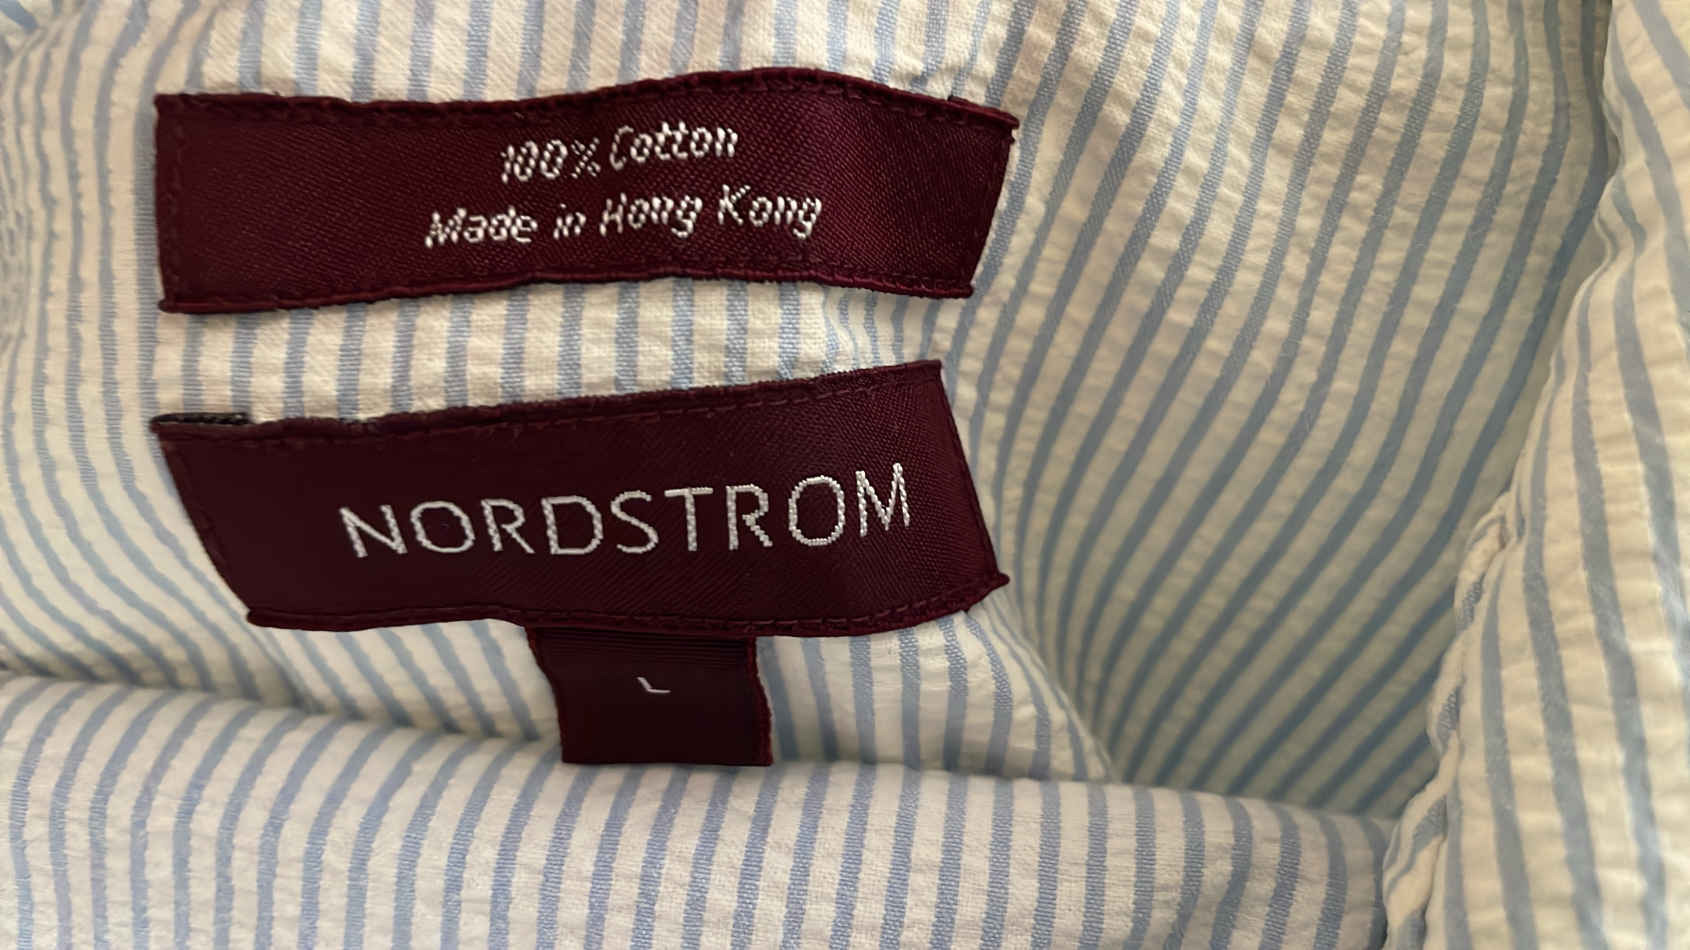 100% Cotton
Made in Hong Kong
NORDSTROM
L